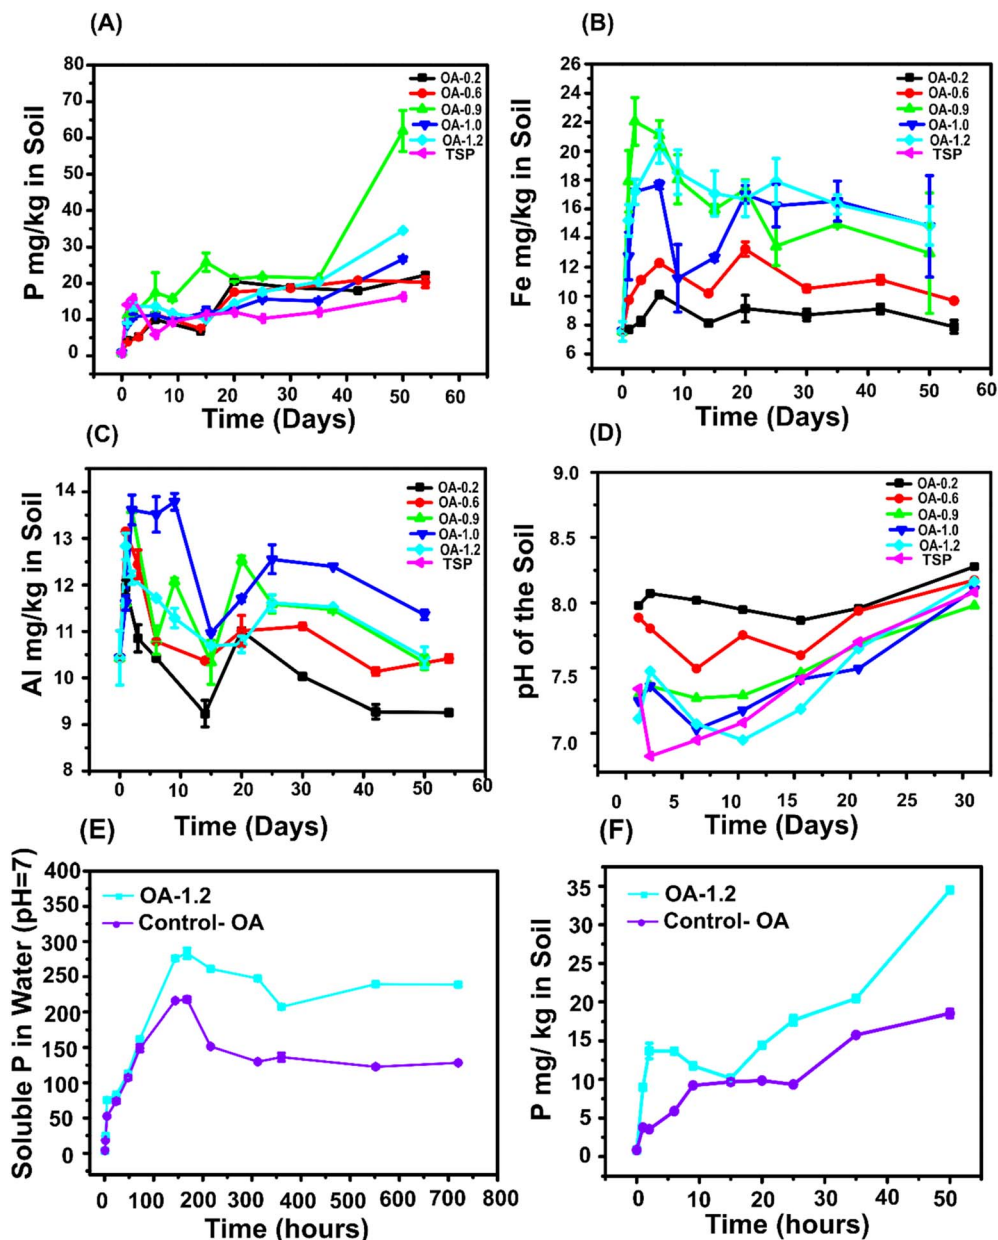 (A)
P mg/kg in Soil
80
70
60
50
40
30
20
10
0
OA-0.2
OA-0.6
OA-0.9
OA-1.0
OA-1.2
TSP
0 10 20 30 40 50 60
Time (Days)
(B)
Fe mg/kg in Soil
26
24
22
20
18
16
14
12
10
8
6
OA-0.2
OA-0.6
OA-0.9
OA-1.0
OA-1.2
TSP
0 10 20 30 40 50 60
Time (Days)
(C)
Al mg/kg in Soil
14
13
12
11
10
9
8
OA-0.2
OA-0.6
OA-0.9
OA-1.0
OA-1.2
TSP
0 10 20 30 40 50 60
Time (Days)
(D)
pH of the Soil
9.0
8.0
7.5
7.0
OA-0.2
OA-0.6
OA-0.9
OA-1.0
OA-1.2
TSP
0 5 10 15 20 25 30
Time (Days)
(E)
Soluble P in Water (pH=7)
400
350
300
250
200
150
100
50
0
OA-1.2
Control- OA
0 100 200 300 400 500 600 700 800
Time (hours)
(F)
P mg/ kg in Soil
35
30
25
20
15
10
5
0
OA-1.2
Control- OA
0 10 20 30 40 50
Time (hours)